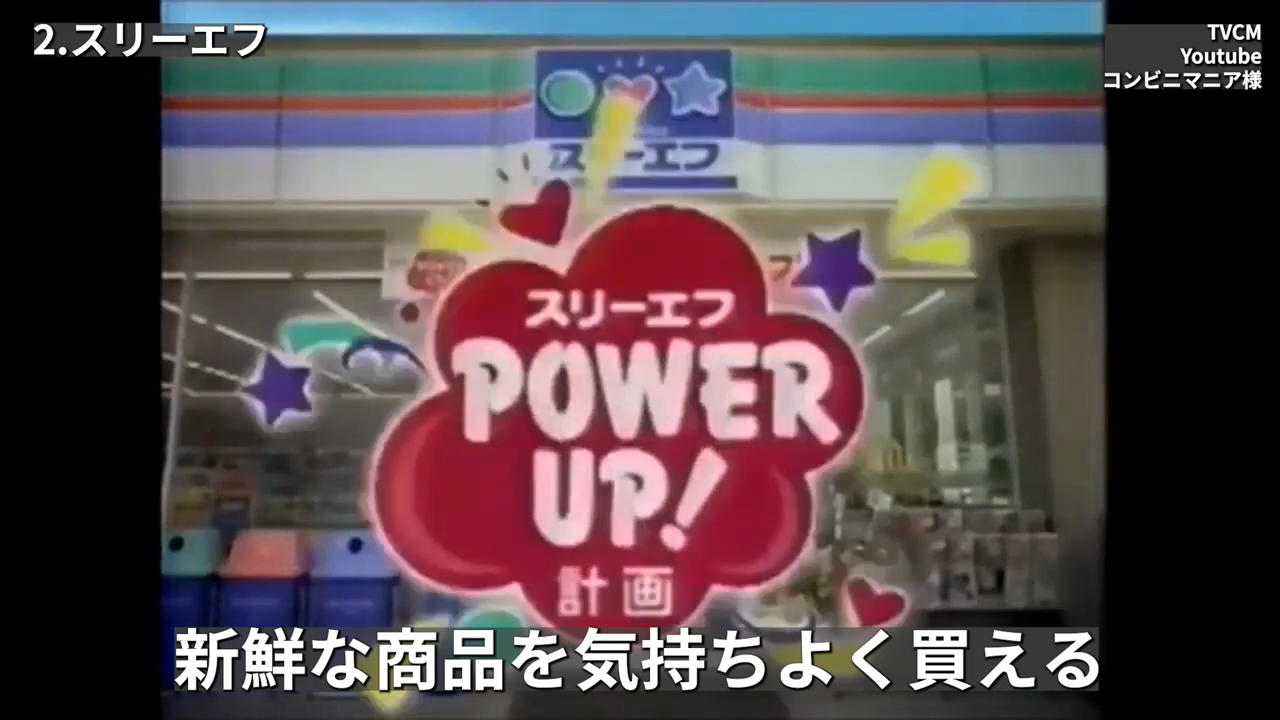 2.スリーエフ
TVCM
Youtube
コンビニマニア様
スリーエフ
スリーエフ
POWER
UP!
計画
新鮮な商品を気持ちよく買える